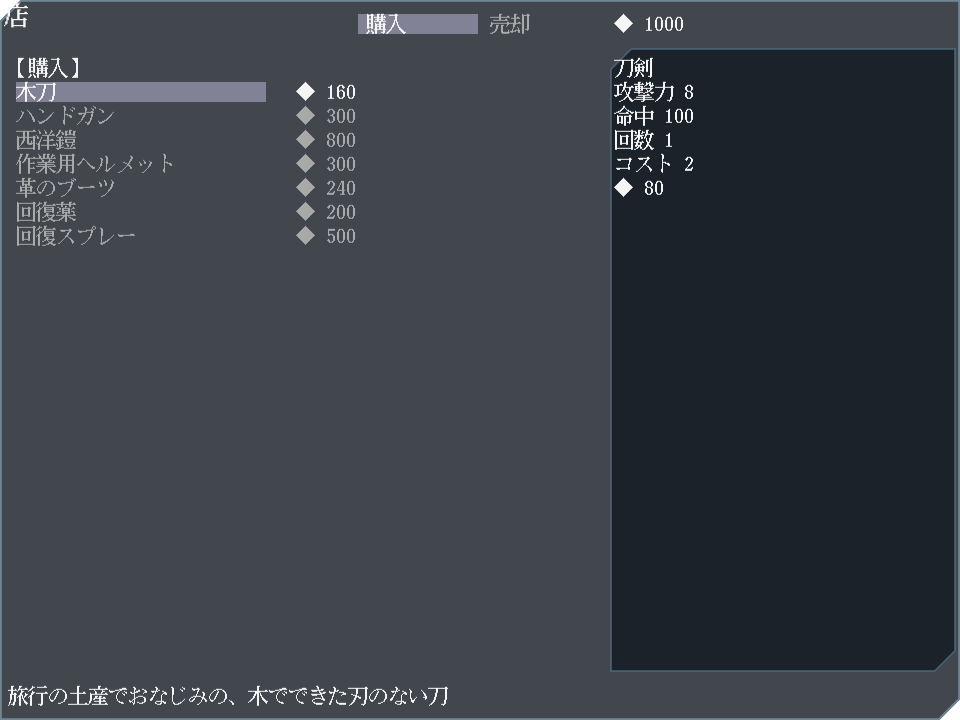 店
購入 売却 ◆ 1000
【購入】
木刀 ◆ 160
ハンドガン ◆ 300
西洋鎧 ◆ 800
作業用ヘルメット ◆ 300
革のブーツ ◆ 240
回復薬 ◆ 200
回復スプレー ◆ 500
刀剣
攻撃力 8
命中 100
回数 1
コスト 2
◆ 80
旅行の土産でおなじみの、木でできた刃のない刀